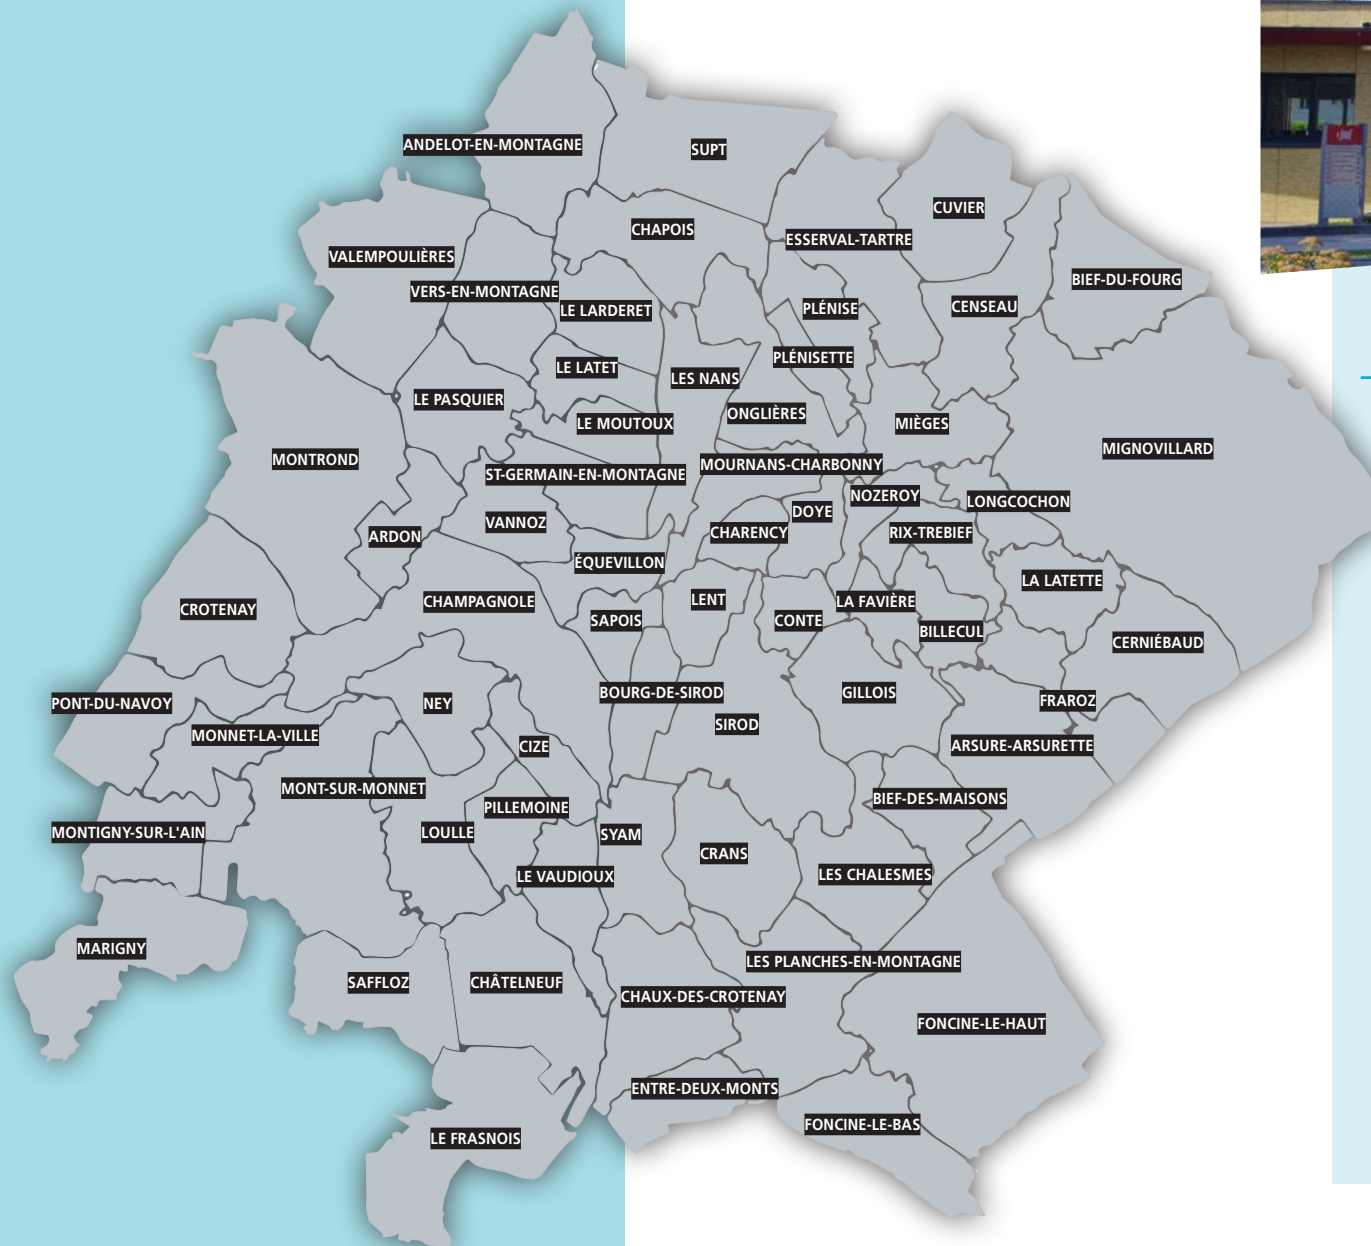 ANDELOT-EN-MONTAGNE
SUPT
CUVIER
CHAPOIS
ESSERVAL-TARTRE
VALEMPOULIÈRES
BIEF-DU-FOURG
VERS-EN-MONTAGNE
LE LARDERET
PLÉNISE
CENSEAU
PLÉNISETTE
LE LATET
LES NANS
LE PASQUIER
ONGLIÈRES
LE MOUTOUX
MIÈGES
MIGNOVILLARD
MONTROND
MOURNANS-CHARBONNY
ST-GERMAIN-EN-MONTAGNE
NOZEROY
LONGCOCHON
DOYE
VANNOZ
CHARENCY
RIX-TREBIEF
ARDON
ÉQUEVILLON
LA LATETTE
LENT
CHAMPAGNOLE
LA FAVIÈRE
CROTENAY
SAPOIS
CONTE
BILLECUL
CERNIÉBAUD
BOURG-DE-SIROD
GILLOIS
FRAROZ
PONT-DU-NAVOY
NEY
SIROD
MONNET-LA-VILLE
CIZE
ARSURE-ARSURETTE
MONT-SUR-MONNET
BIEF-DES-MAISONS
PILLEMOINE
MONTIGNY-SUR-L'AIN
LOULLE
SYAM
CRANS
LES CHALESMES
LE VAUDIOUX
MARIGNY
LES PLANCHES-EN-MONTAGNE
SAFFLOZ
CHÂTELNEUF
CHAUX-DES-CROTENAY
FONCINE-LE-HAUT
ENTRE-DEUX-MONTS
FONCINE-LE-BAS
LE FRASNOIS